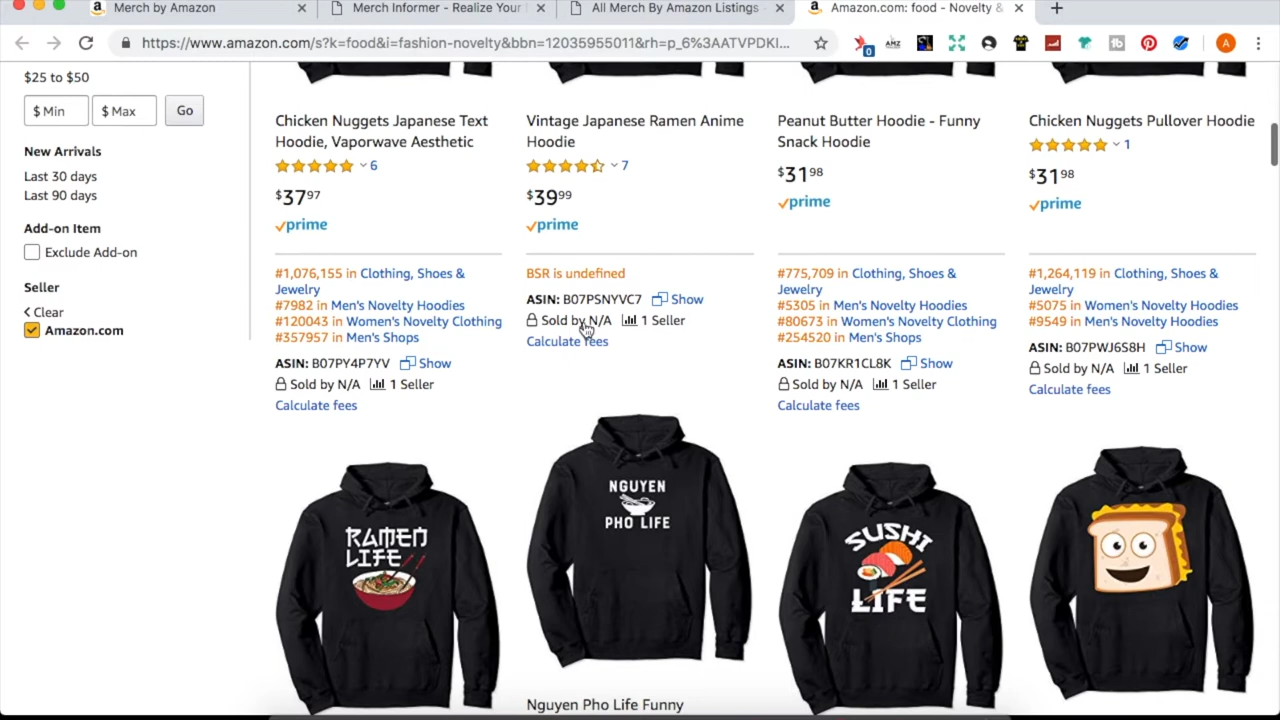 Merch by Amazon
Merch Informer - Realize Your
All Merch By Amazon Listings
Amazon.com: food - Novelty &
https://www.amazon.com/s?k=food&i=fashion-novelty&bbn=12035955011&rh=p_6%3AATVPDKI...
0
AMZ
A
$25 to $50
$ Min
$ Max
Go
New Arrivals
Last 30 days
Last 90 days
Add-on Item
Exclude Add-on
Seller
Clear
Amazon.com
Chicken Nuggets Japanese Text
Hoodie, Vaporwave Aesthetic
6
$37 97
prime
#1,076,155 in Clothing, Shoes &
Jewelry
#7982 in Men's Novelty Hoodies
#120043 in Women's Novelty Clothing
#357957 in Men's Shops
ASIN: B07PY4P7YV Show
Sold by N/A 1 Seller
Calculate fees
Vintage Japanese Ramen Anime
Hoodie
7
$39 99
prime
BSR is undefined
ASIN: B07PSNYVC7 Show
Sold by N/A 1 Seller
Calculate fees
Peanut Butter Hoodie - Funny
Snack Hoodie
$31 98
prime
#775,709 in Clothing, Shoes &
Jewelry
#5305 in Men's Novelty Hoodies
#80673 in Women's Novelty Clothing
#254520 in Men's Shops
ASIN: B07KR1CL8K Show
Sold by N/A 1 Seller
Calculate fees
Chicken Nuggets Pullover Hoodie
1
$31 98
prime
#1,264,119 in Clothing, Shoes &
Jewelry
#5075 in Women's Novelty Hoodies
#9549 in Men's Novelty Hoodies
ASIN: B07PWJ6S8H Show
Sold by N/A 1 Seller
Calculate fees
RAMEN
LIFE
NGUYEN
PHO LIFE
SUSHI
LIFE
Nguyen Pho Life Funny